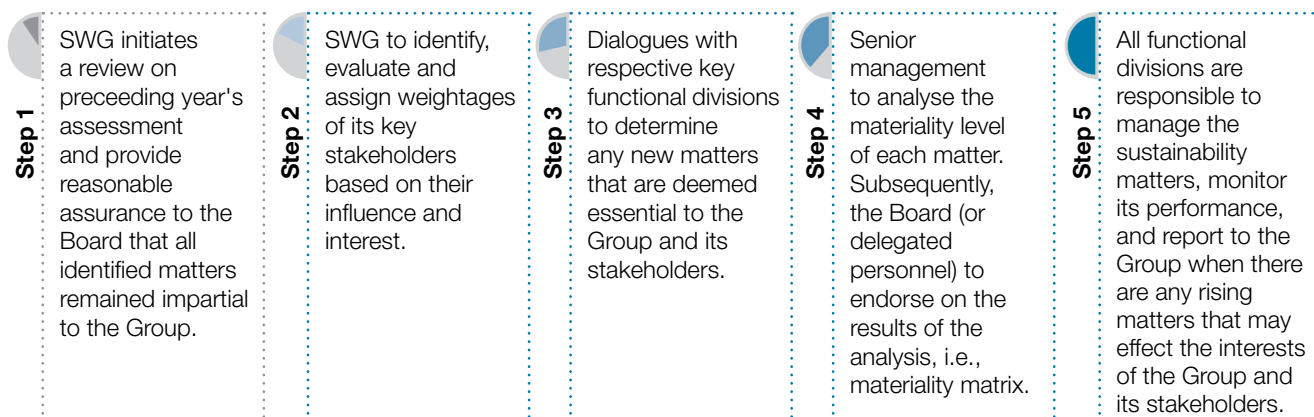 Step 1
SWG initiates
a review on
preceeding year's
assessment
and provide
reasonable
assurance to the
Board that all
identified matters
remained impartial
to the Group.
Step 2
SWG to identify,
evaluate and
assign weightages
of its key
stakeholders
based on their
influence and
interest.
Step 3
Dialogues with
respective key
functional divisions
to determine
any new matters
that are deemed
essential to the
Group and its
stakeholders.
Step 4
Senior
management
to analyse the
materiality level
of each matter.
Subsequently,
the Board (or
delegated
personnel) to
endorse on the
results of the
analysis, i.e.,
materiality matrix.
Step 5
All functional
divisions are
responsible to
manage the
sustainability
matters, monitor
its performance,
and report to the
Group when there
are any rising
matters that may
effect the interests
of the Group and
its stakeholders.